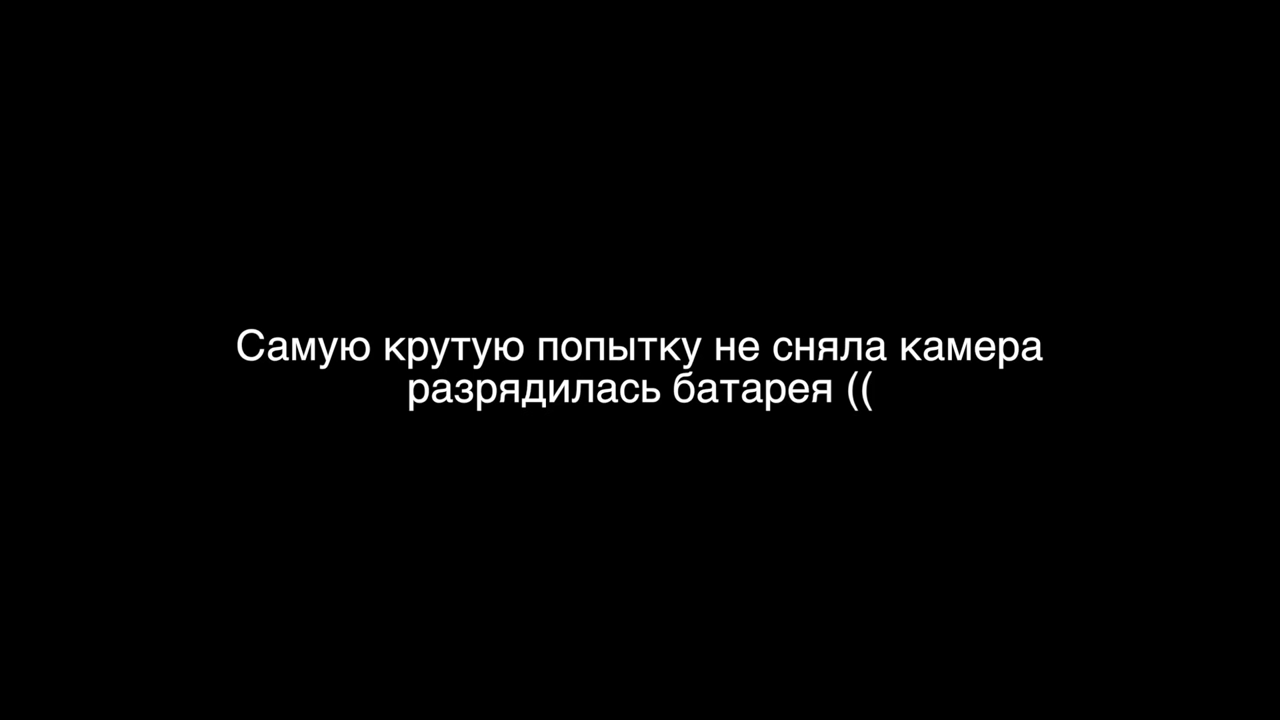 Самую крутую попытку не сняла камера
разрядилась батарея ((